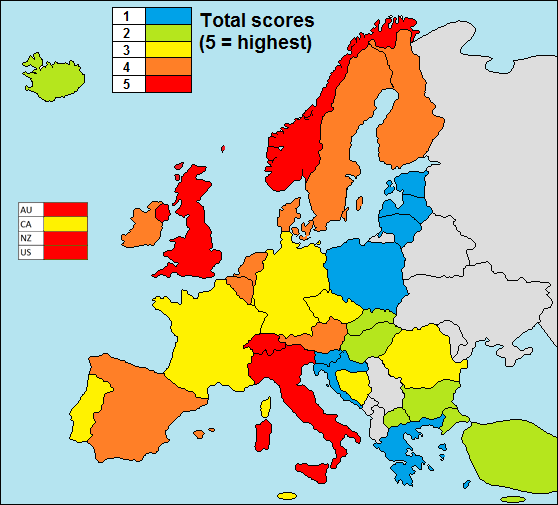 1
2
3
4
5
Total scores
(5 = highest)
AU
CA
NZ
US